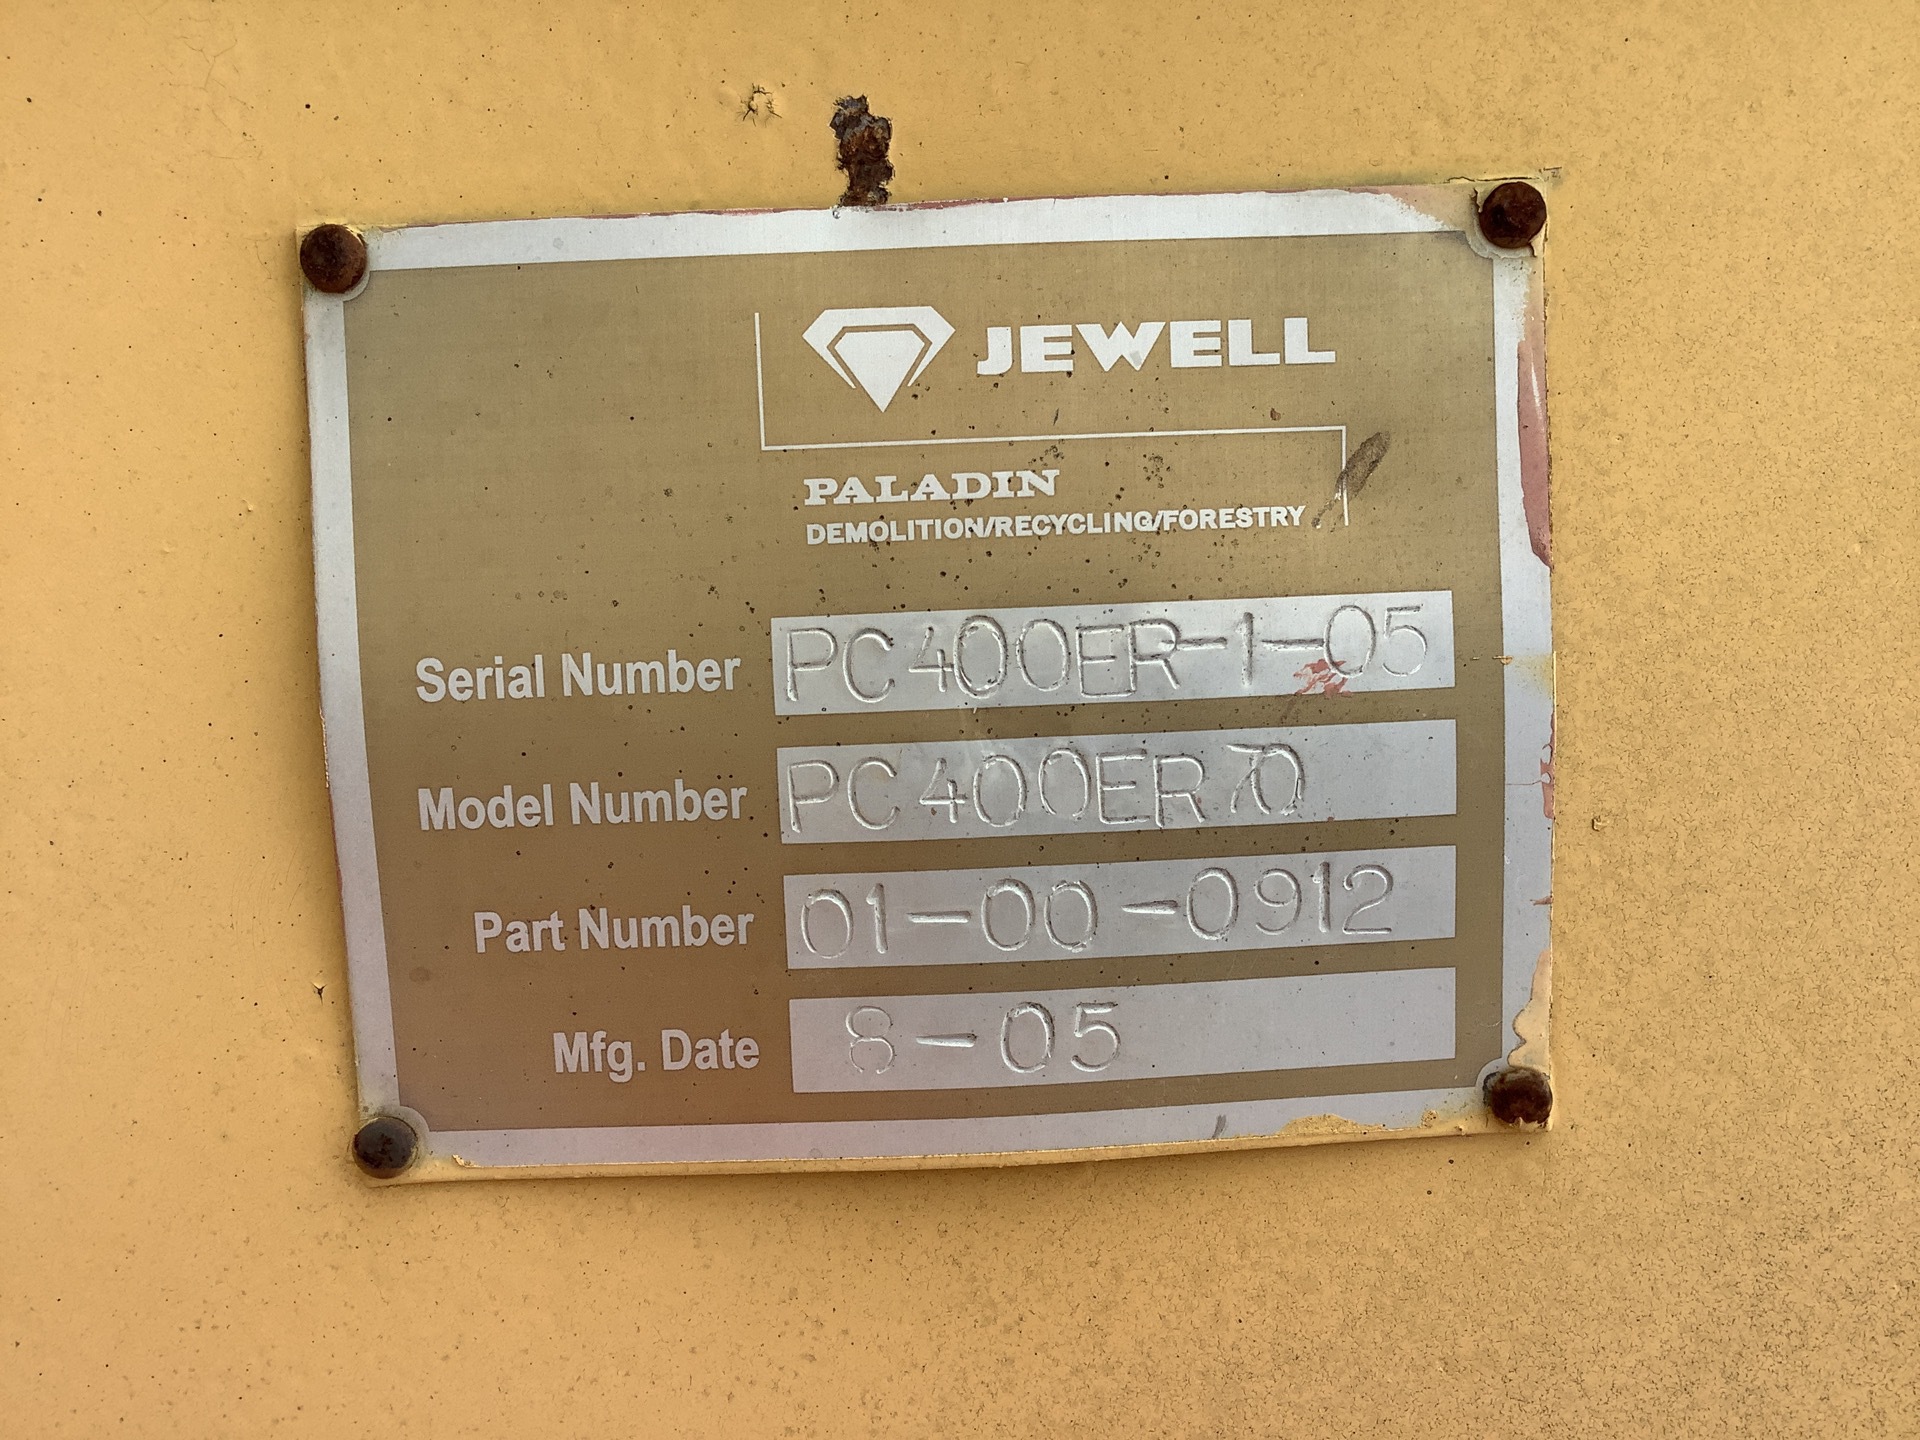 JEWELL
PALADIN
DEMOLITION/RECYCLING/FORESTRY
Serial Number PC400ER-1-05
Model Number PC400ER70
Part Number 01-00-0912
Mfg. Date 8-05